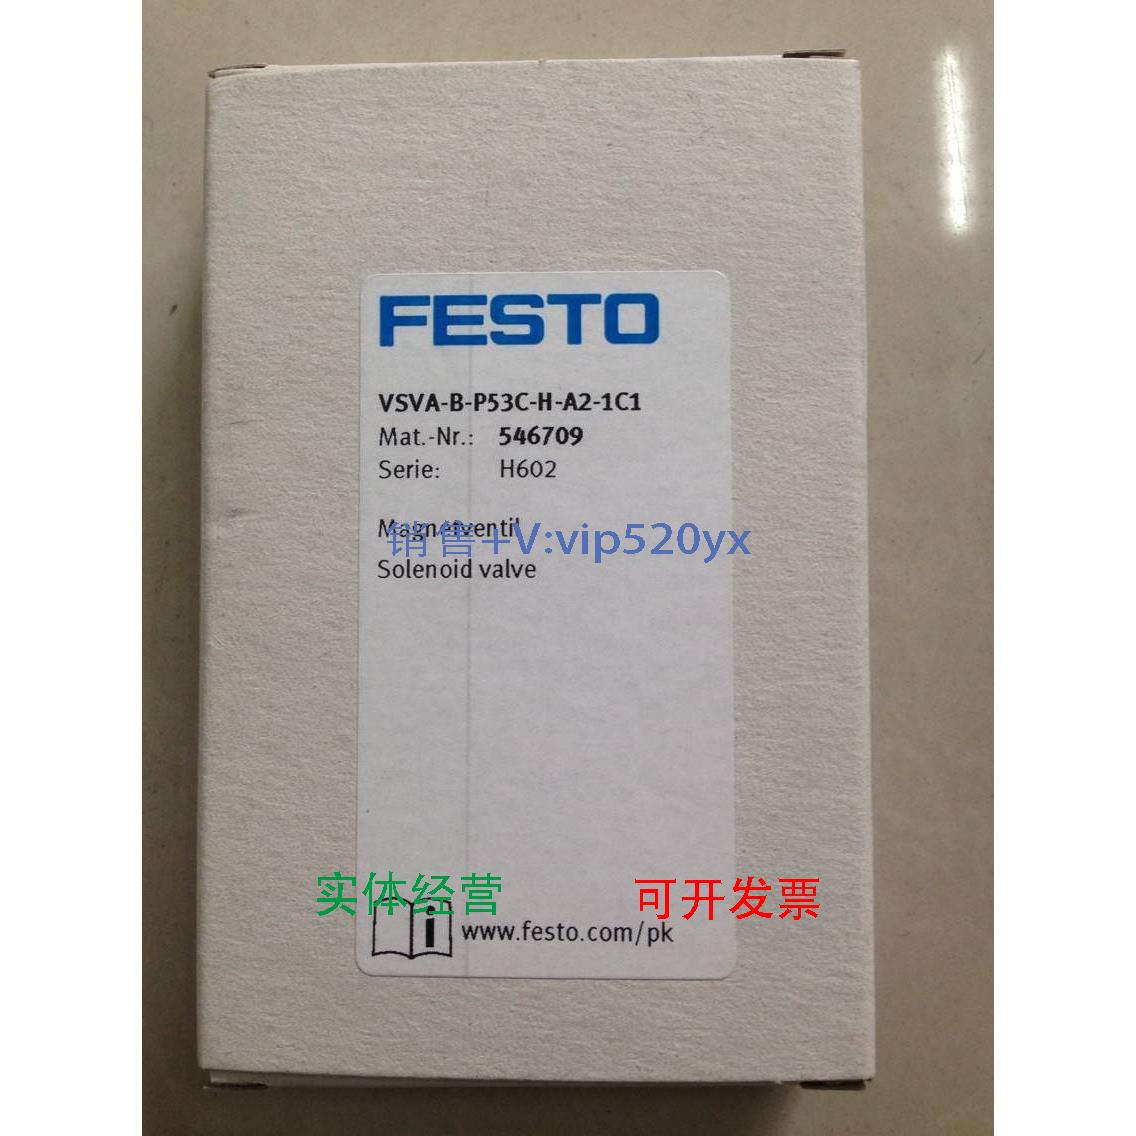 FESTO
VSVA-B-P53C-H-A2-1C1
Mat.-Nr.: 546709
Serie: H602
Magnetventil
销售+V:vip520yx
Solenoid valve
实体经营 可开发票
www.festo.com/pk